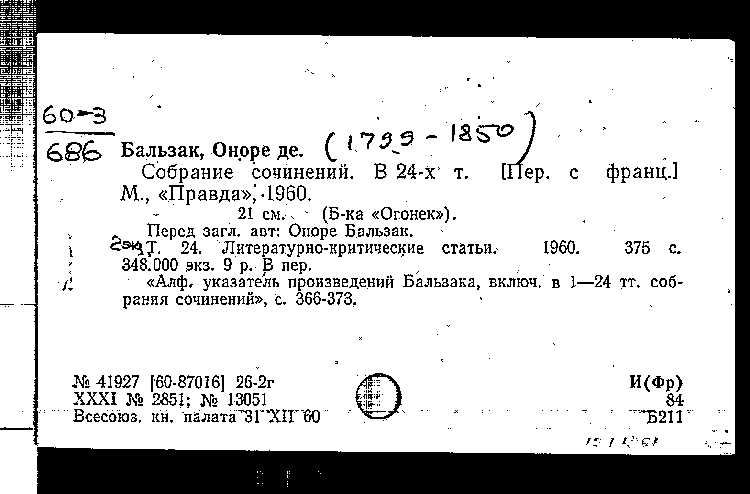 60-3
686
Бальзак, Оноре де. (1799-1850)
Собрание сочинений. В 24-х т. [Пер. с франц.]
М., «Правда», 1960.
21 см. (Б-ка «Огонек»).
Перед загл. авт: Оноре Бальзак.
Т. 24. Литературно-критические статьи. 1960. 375 с.
348.000 экз. 9 р. В пер.
«Алф. указатель произведений Бальзака, включ. в 1—24 тт. соб-
рания сочинений», с. 366-373.
№ 41927 [60-87016] 26-2г
XXXI № 2851; № 13051
Всесоюз. кн. палата 31 XII 60
И(Фр)
84
Б211